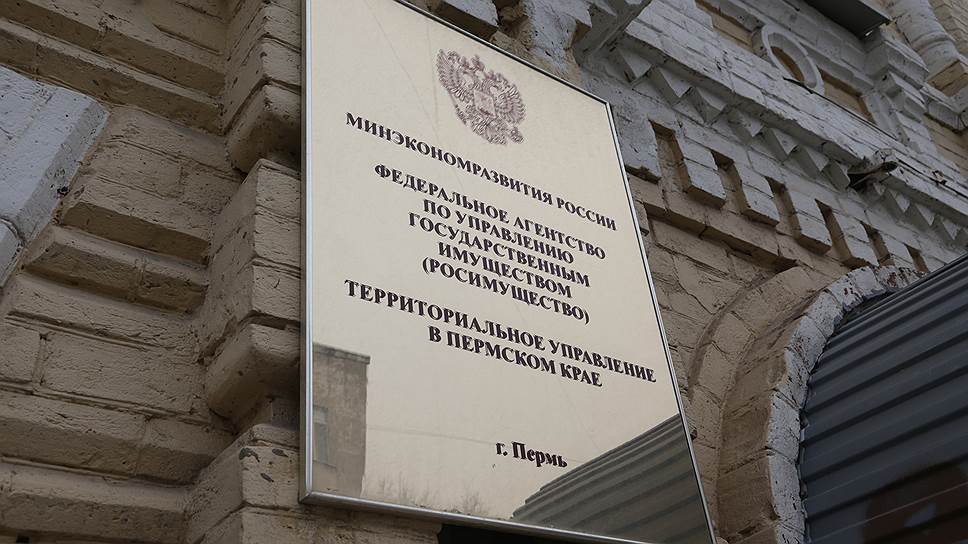 МИНЭКОНОМРАЗВИТИЯ РОССИИ
ФЕДЕРАЛЬНОЕ АГЕНТСТВО
ПО УПРАВЛЕНИЮ
ГОСУДАРСТВЕННЫМ
ИМУЩЕСТВОМ
(РОСИМУЩЕСТВО)
ТЕРРИТОРИАЛЬНОЕ УПРАВЛЕНИЕ
В ПЕРМСКОМ КРАЕ
г. Пермь